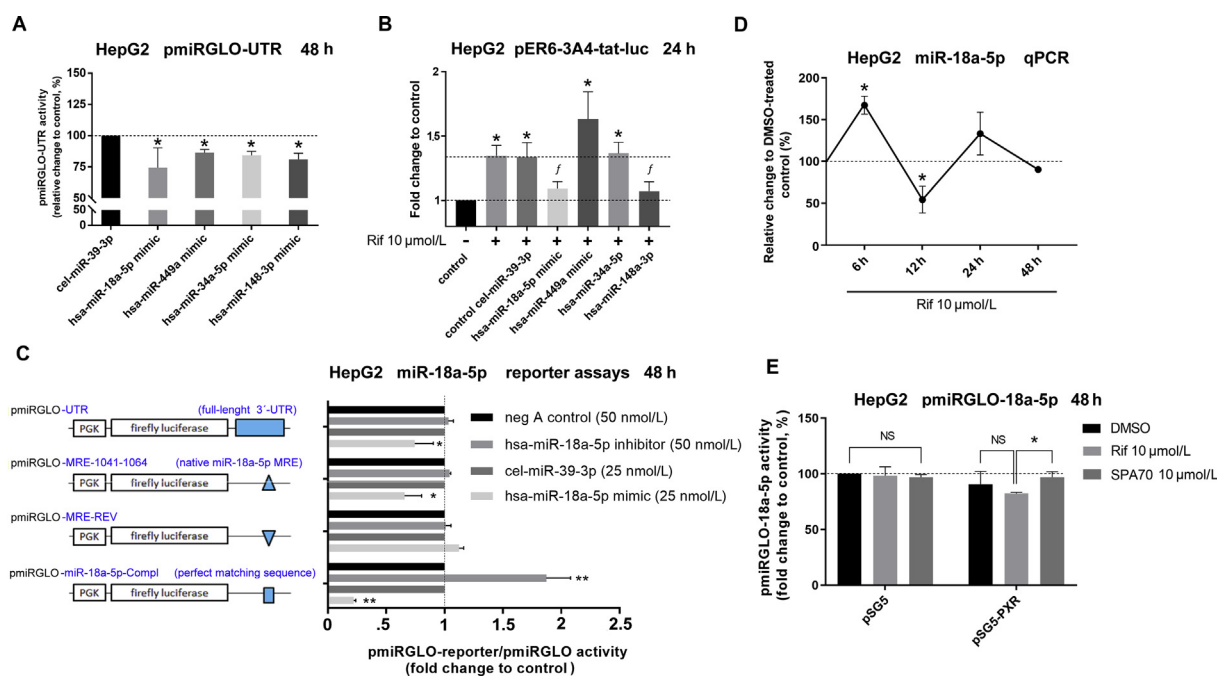 A
HepG2 pmiRGLO-UTR 48 h
pmiRGLO-UTR activity
(relative change to control, %)
150
125
100
75
50
50
25
0
* * * *
cel-miR-39-3p
hsa-miR-18a-5p mimic
hsa-miR-449a mimic
hsa-miR-34a-5p mimic
hsa-miR-148-3p mimic
B
HepG2 pER6-3A4-tat-luc 24 h
Fold change to control
2
1.5
1
* * ƒ * * ƒ
Rif 10 µmol/L - + + + + + +
control
control cel-miR-39-3p
hsa-miR-18a-5p mimic
hsa-miR-449a mimic
hsa-miR-34a-5p
hsa-miR-148a-3p
D
HepG2 miR-18a-5p qPCR
Relative change to DMSO-treated
control (%)
200
150
100
50
0
* *
6 h
12 h
24 h
48 h
Rif 10 µmol/L
C
HepG2 miR-18a-5p reporter assays 48 h
pmiRGLO-UTR (full-lenght 3´-UTR)
PGK firefly luciferase
pmiRGLO-MRE-1041-1064 (native miR-18a-5p MRE)
PGK firefly luciferase
pmiRGLO-MRE-REV
PGK firefly luciferase
pmiRGLO-miR-18a-5p-Compl (perfect matching sequence)
PGK firefly luciferase
*
*
**
**
neg A control (50 nmol/L)
hsa-miR-18a-5p inhibitor (50 nmol/L)
cel-miR-39-3p (25 nmol/L)
hsa-miR-18a-5p mimic (25 nmol/L)
0 .5 1 1.5 2 2.5
pmiRGLO-reporter/pmiRGLO activity
(fold change to control)
E
HepG2 pmiRGLO-18a-5p 48 h
pmiRGLO-18a-5p activity
(fold change to control, %)
200
150
100
50
0
NS
NS *
DMSO
Rif 10 µmol/L
SPA70 10 µmol/L
pSG5
pSG5-PXR